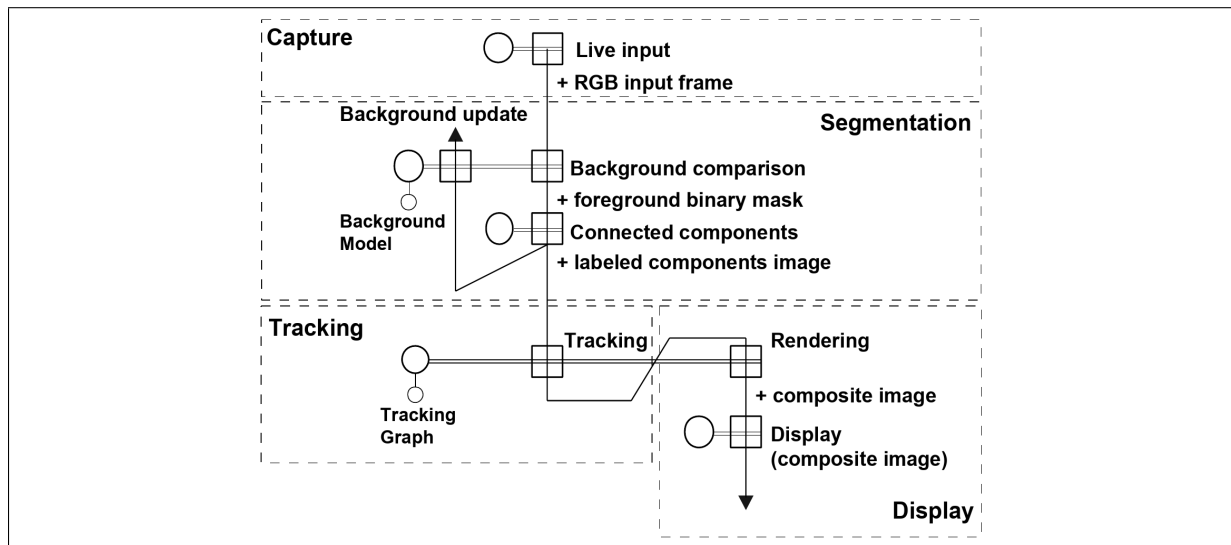 Capture
Live input
+ RGB input frame
Background update
Segmentation
Background comparison
+ foreground binary mask
Background
Model
Connected components
+ labeled components image
Tracking
Tracking
Rendering
+ composite image
Tracking
Graph
Display
(composite image)
Display